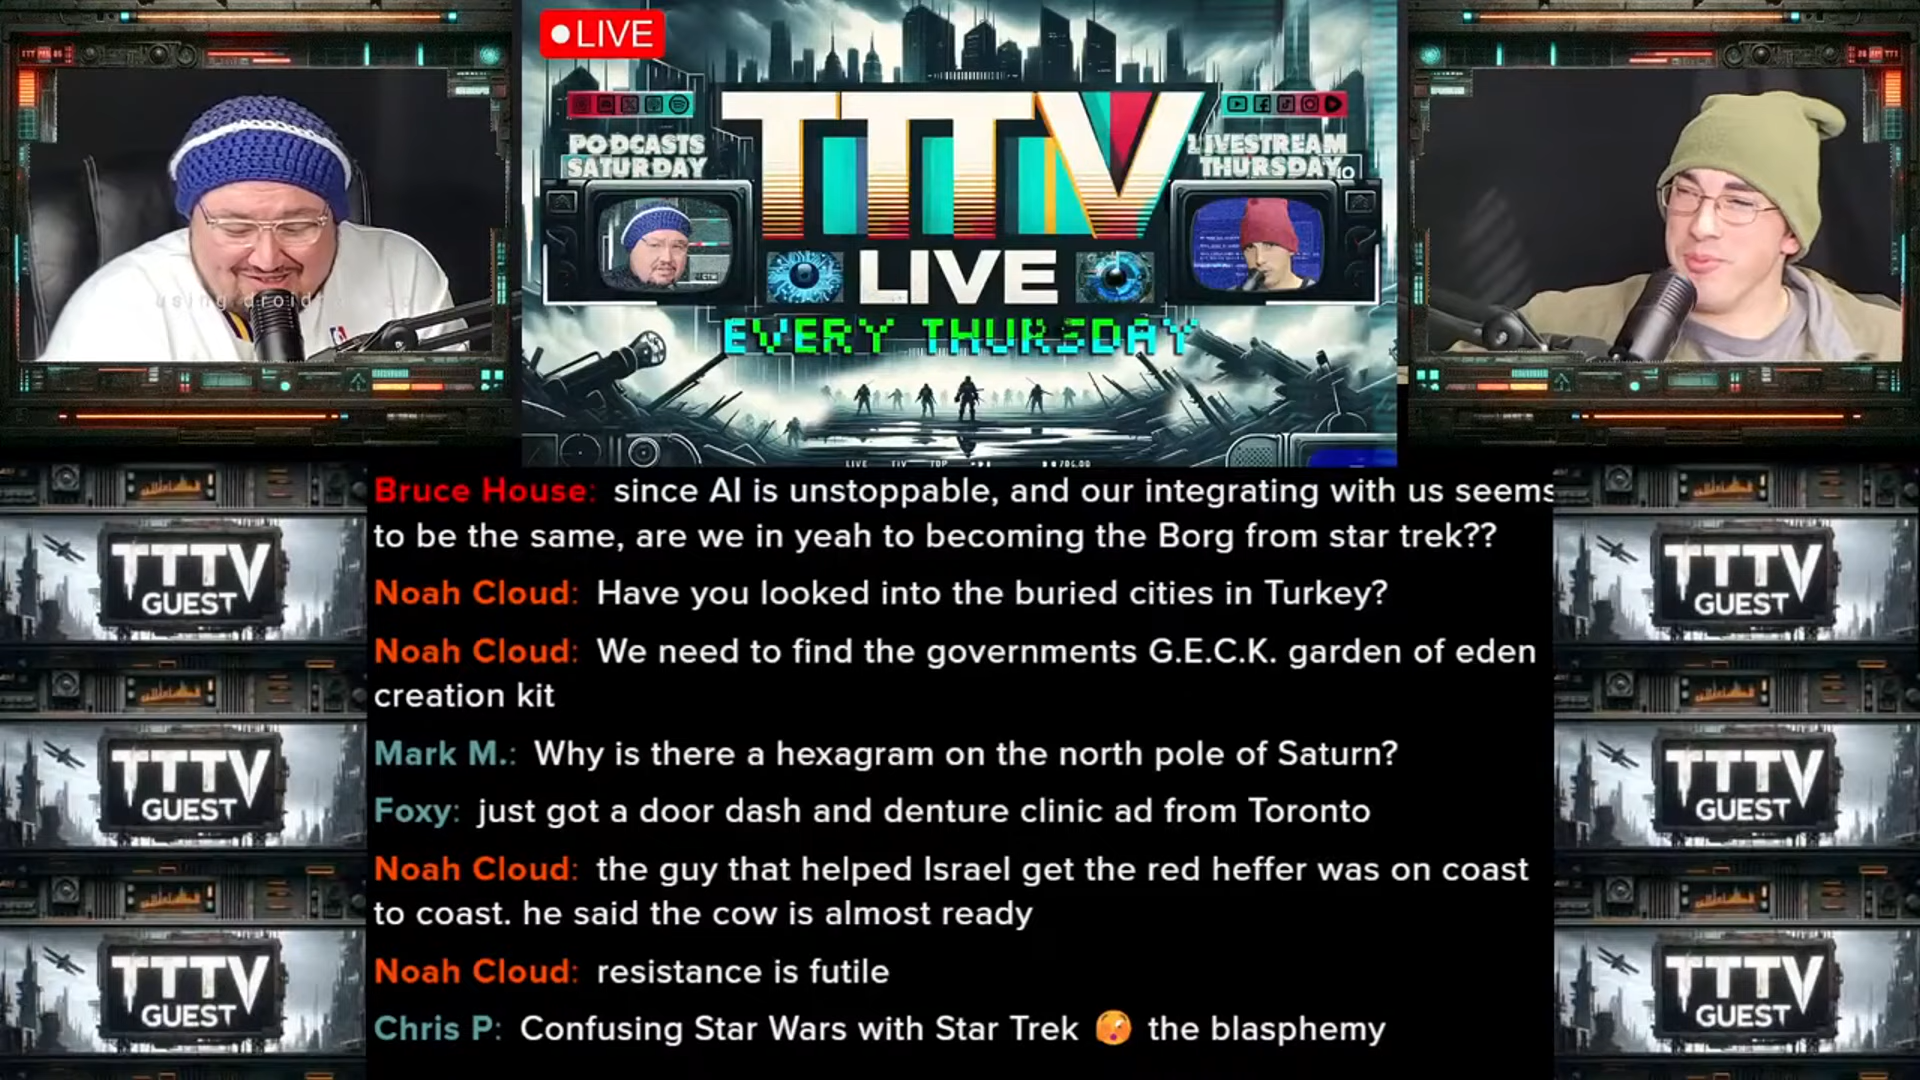 LIVE
PODCASTS
SATURDAY
TTTV
LIVESTREAM
THURSDAY
LIVE
EVERY THURSDAY
Bruce House: since AI is unstoppable, and our integrating with us seems
to be the same, are we in yeah to becoming the Borg from star trek??
Noah Cloud: Have you looked into the buried cities in Turkey?
Noah Cloud: We need to find the governments G.E.C.K. garden of eden
creation kit
Mark M.: Why is there a hexagram on the north pole of Saturn?
Foxy: just got a door dash and denture clinic ad from Toronto
Noah Cloud: the guy that helped Israel get the red heffer was on coast
to coast. he said the cow is almost ready
Noah Cloud: resistance is futile
Chris P: Confusing Star Wars with Star Trek 🥵 the blasphemy
TTTV
GUEST
TTTV
GUEST
TTTV
GUEST
TTTV
GUEST
TTTV
GUEST
TTTV
GUEST